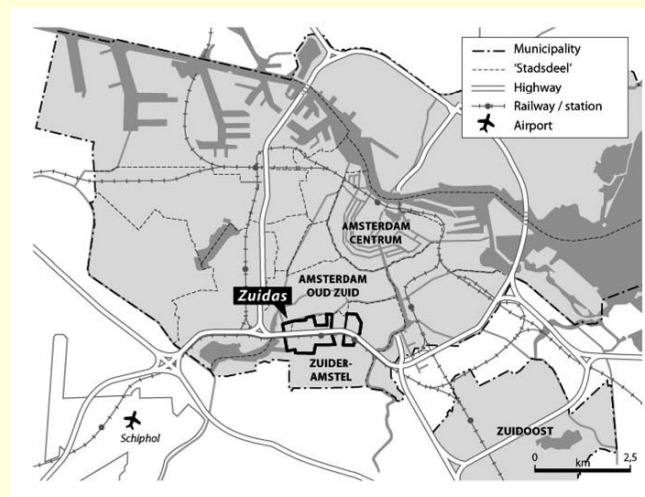 Municipality
'Stadsdeel'
Highway
Railway / station
Airport
AMSTERDAM
CENTRUM
AMSTERDAM
OUD ZUID
Zuidas
ZUIDER-
AMSTEL
Schiphol
ZUIDOOST
0 2,5
km